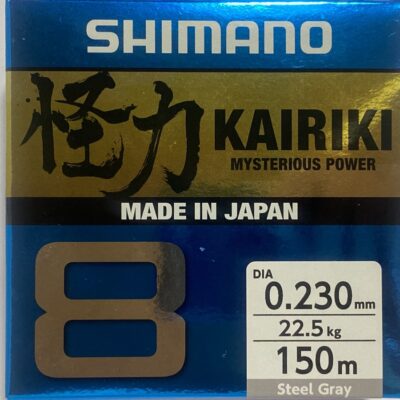 SHIMANO
怪力 KAIRIKI
MYSTERIOUS POWER
MADE IN JAPAN
8
DIA
0.230mm
22.5kg
150m
Steel Gray